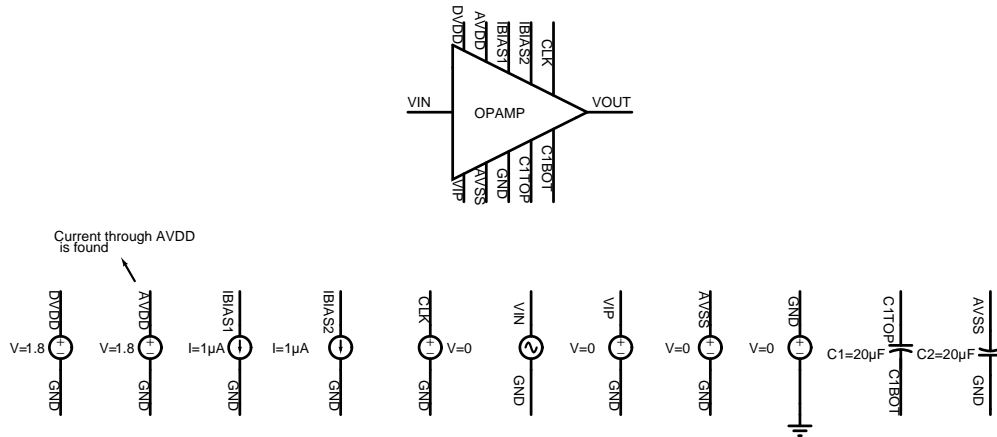 DVDD
AVDD
IBIAS1
IBIAS2
CLK
VIN
OPAMP
VOUT
VIP
AVSS
GND
C1TOP
C1BOT
Current through AVDD
is found
DVDD
AVDD
IBIAS1
IBIAS2
CLK
VIN
VIP
AVSS
GND
C1TOP
AVSS
V=1.8
V=1.8
I=1µA
I=1µA
V=0
V=0
V=0
V=0
C1=20µF
C2=20µF
GND
GND
GND
GND
GND
GND
GND
GND
C1BOT
GND